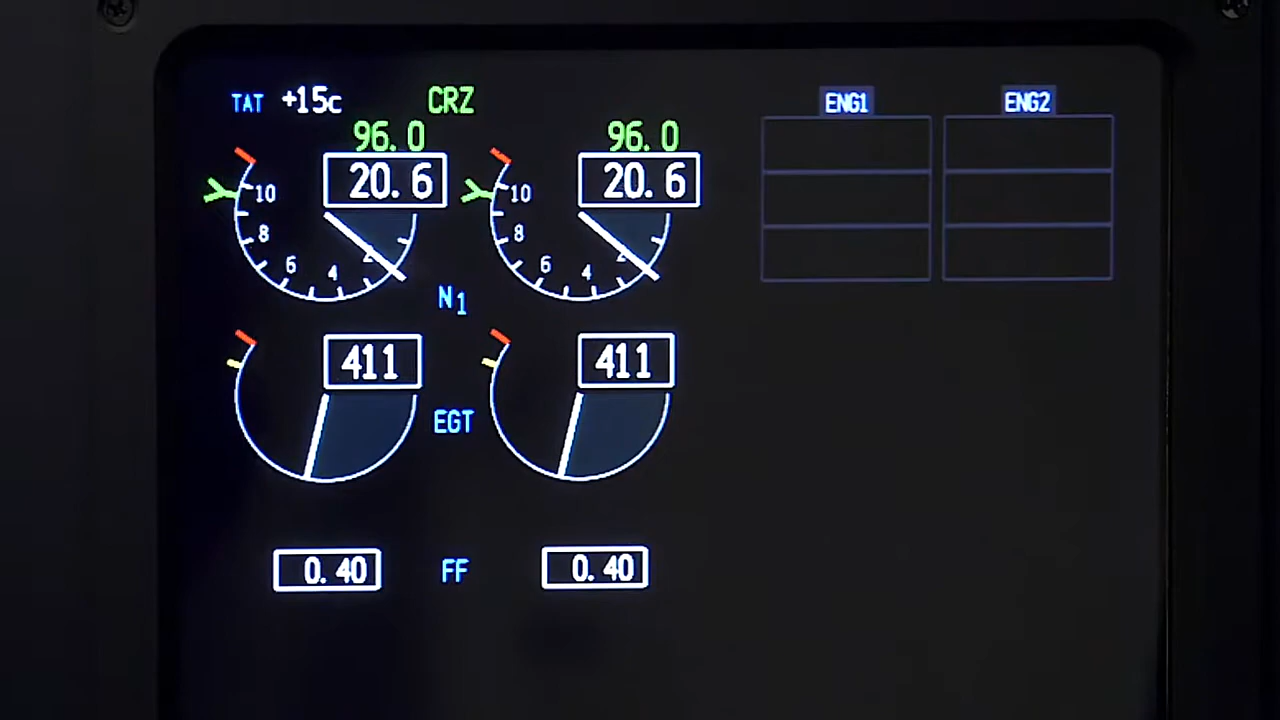 TAT +15c CRZ
96.0 96.0
20.6 20.6
ENG1 ENG2
10 8 6 4 2
10 8 6 4 2
N1
411 411
EGT
0.40 FF 0.40